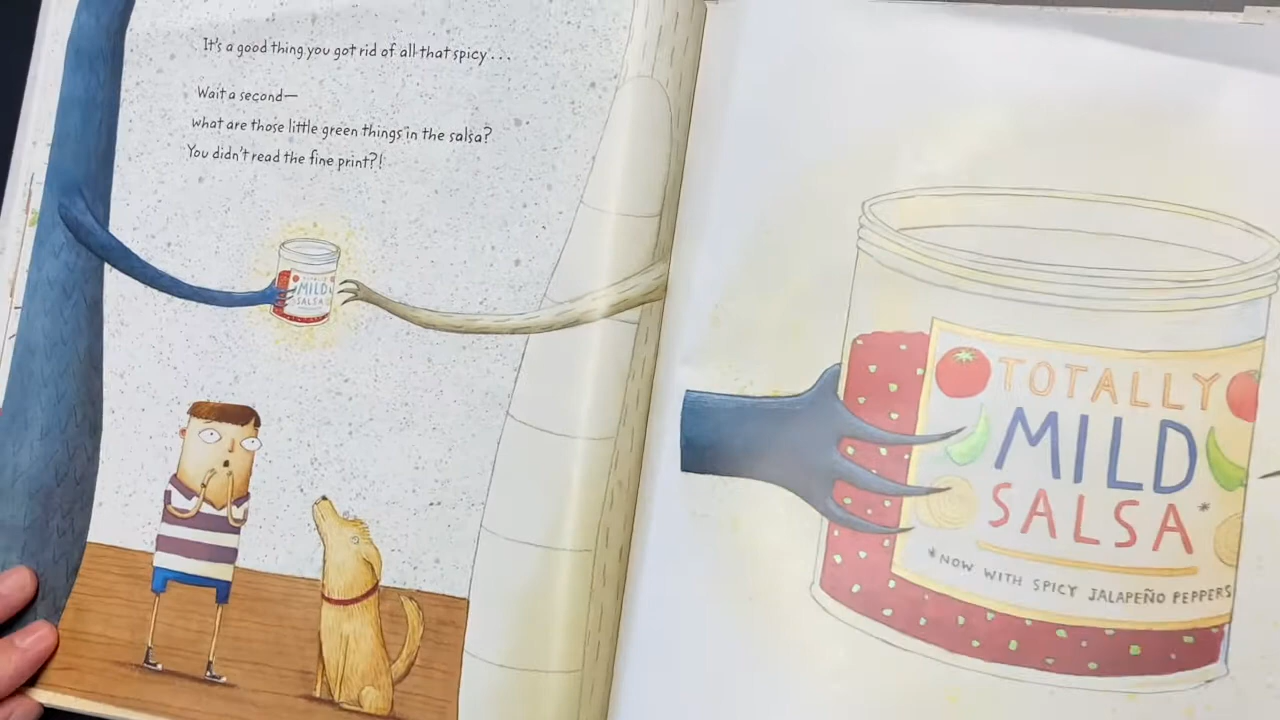 It's a good thing you got rid of all that spicy...
Wait a second—
what are those little green things in the salsa?
You didn't read the fine print?!
TOTALLY
MILD
SALSA
TOTALLY
MILD
SALSA*
*NOW WITH SPICY JALAPEÑO PEPPERS